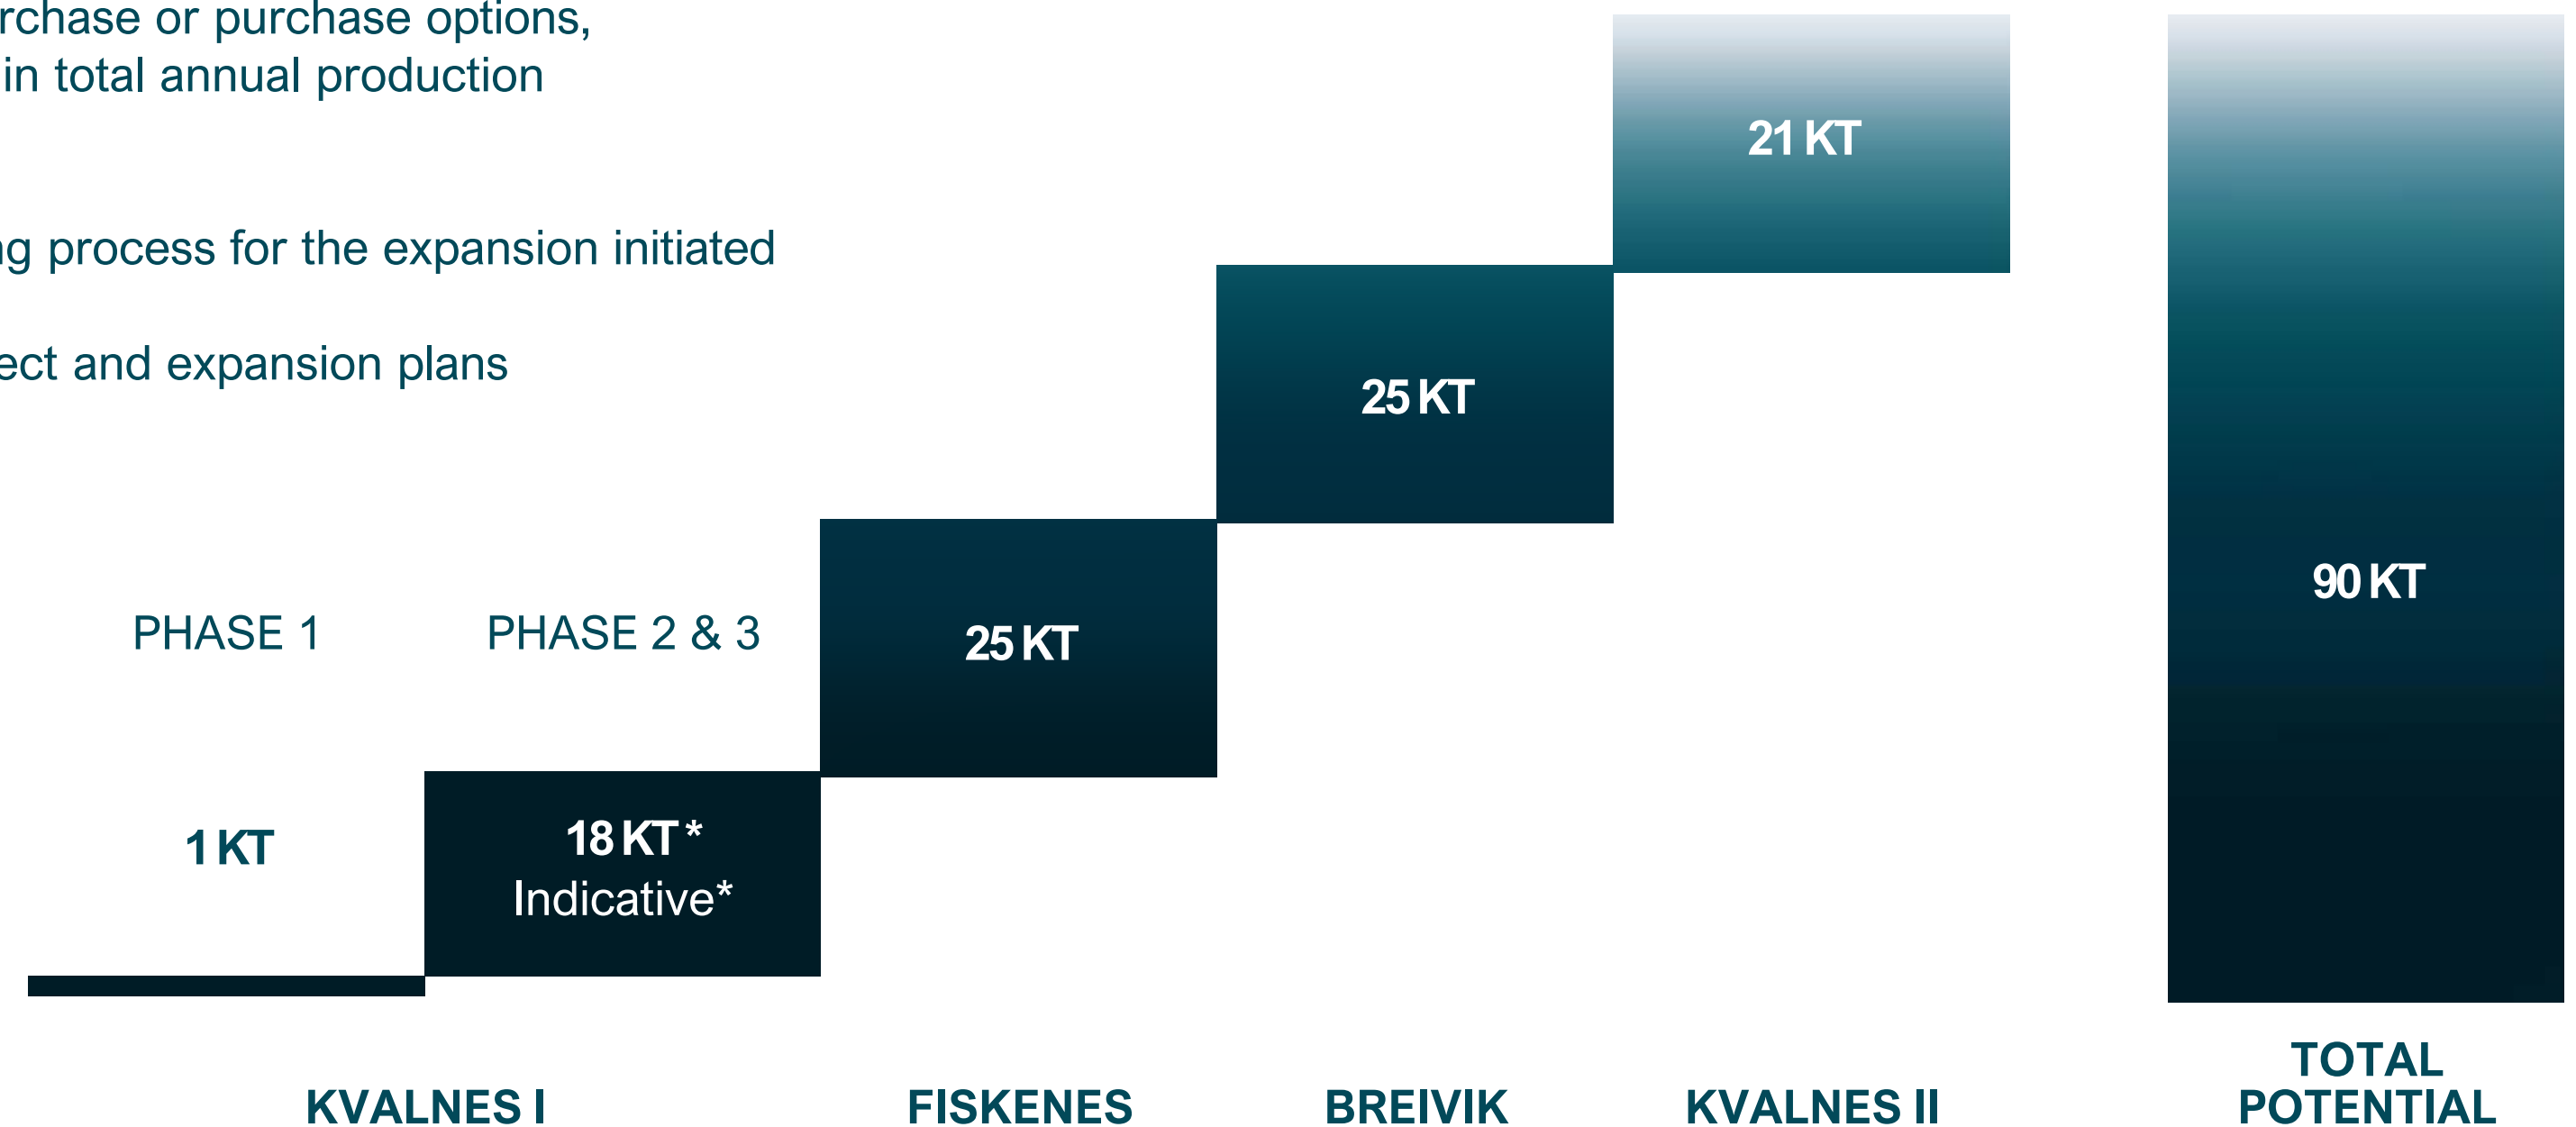 rchase or purchase options,
in total annual production
ng process for the expansion initiated
ect and expansion plans
21 KT
25 KT
90 KT
PHASE 1
PHASE 2 & 3
25 KT
1 KT
18 KT *
Indicative*
KVALNES I
FISKENES
BREIVIK
KVALNES II
TOTAL
POTENTIAL